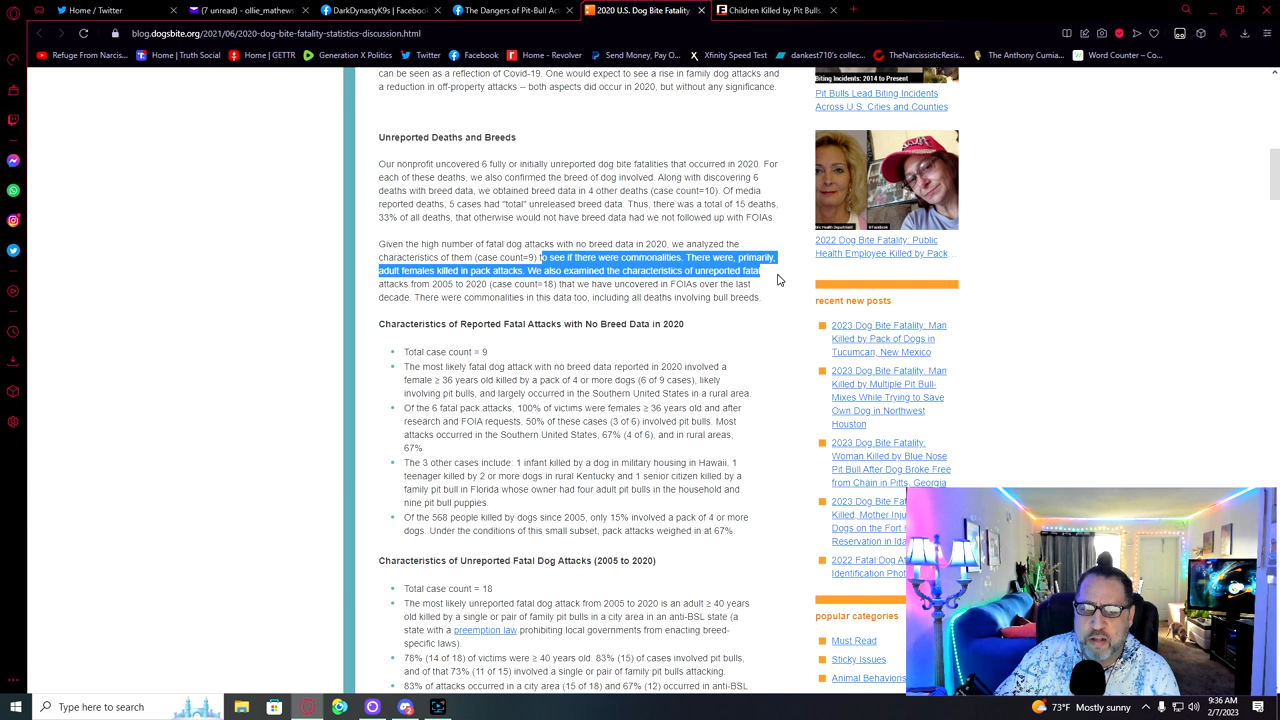 Home / Twitter
(7 unread) - ollie_mathews
DarkDynastyK9s | Facebook
The Dangers of Pit-Bull Act
2020 U.S. Dog Bite Fatality
Children Killed by Pit Bulls
blog.dogsbite.org/2021/06/2020-dog-bite-fatality-statistics-discussion.html
Refuge From Narcis...
Home | Truth Social
Home | GETTR
Generation X Politics
Twitter
Facebook
Home - Revolver
Send Money, Pay O...
Xfinity Speed Test
dankest710's collec...
TheNarcissisticResis...
The Anthony Cumia...
Word Counter – Co...
can be seen as a reflection of Covid-19. One would expect to see a rise in family dog attacks and
a reduction in off-property attacks -- both aspects did occur in 2020, but without any significance.
Unreported Deaths and Breeds
Our nonprofit uncovered 6 fully or initially unreported dog bite fatalities that occurred in 2020. For
each of these deaths, we also confirmed the breed of dog involved. Along with discovering 6
deaths with breed data, we obtained breed data in 4 other deaths (case count=10). Of media
reported deaths, 5 cases had "total" unreleased breed data. Thus, there was a total of 15 deaths,
33% of all deaths, that otherwise would not have breed data had we not followed up with FOIAs.
Given the high number of fatal dog attacks with no breed data in 2020, we analyzed the
characteristics of them (case count=9) to see if there were commonalities. There were, primarily,
adult females killed in pack attacks. We also examined the characteristics of unreported fatal
attacks from 2005 to 2020 (case count=18) that we have uncovered in FOIAs over the last
decade. There were commonalities in this data too, including all deaths involving bull breeds.
Characteristics of Reported Fatal Attacks with No Breed Data in 2020
Total case count = 9
The most likely fatal dog attack with no breed data reported in 2020 involved a
female ≥ 36 years old killed by a pack of 4 or more dogs (6 of 9 cases), likely
involving pit bulls, and largely occurred in the Southern United States in a rural area.
Of the 6 fatal pack attacks, 100% of victims were females ≥ 36 years old and after
research and FOIA requests, 50% of these cases (3 of 6) involved pit bulls. Most
attacks occurred in the Southern United States, 67% (4 of 6), and in rural areas,
67%.
The 3 other cases include: 1 infant killed by a dog in military housing in Hawaii, 1
teenager killed by 2 or more dogs in rural Kentucky and 1 senior citizen killed by a
family pit bull in Florida whose owner had four adult pit bulls in the household and
nine pit bull puppies.
Of the 568 people killed by dogs since 2005, only 15% involved a pack of 4 or more
dogs. Under the conditions of this small subset, pack attacks weighed in at 67%.
Characteristics of Unreported Fatal Dog Attacks (2005 to 2020)
Total case count = 18
The most likely unreported fatal dog attack from 2005 to 2020 is an adult ≥ 40 years
old killed by a single or pair of family pit bulls in a city area in an anti-BSL state (a
state with a preemption law prohibiting local governments from enacting breed-
specific laws).
78% (14 of 18) of victims were ≥ 40 years old. 83% (15) of cases involved pit bulls,
and of that 73% (11 of 15) involved a single or pair of family pit bulls attacking.
83% of attacks occurred in a city area (15 of 18) and 67% (12) occurred in anti-BSL
Biting Incidents: 2014 to Present
Pit Bulls Lead Biting Incidents
Across U.S. Cities and Counties
2022 Dog Bite Fatality: Public
Health Employee Killed by Pack...
recent new posts
2023 Dog Bite Fatality: Man
Killed by Pack of Dogs in
Tucumcari, New Mexico
2023 Dog Bite Fatality: Man
Killed by Multiple Pit Bull-
Mixes While Trying to Save
Own Dog in Northwest
Houston
2023 Dog Bite Fatality:
Woman Killed by Blue Nose
Pit Bull After Dog Broke Free
from Chain in Pitts, Georgia
2023 Dog Bite Fat
Killed, Mother Inju
Dogs on the Fort
Reservation in Ida
2022 Fatal Dog At
Identification Phot
popular categories
Must Read
Sticky Issues
Animal Behaviors
Type here to search
73°F Mostly sunny
9:36 AM
2/7/2023